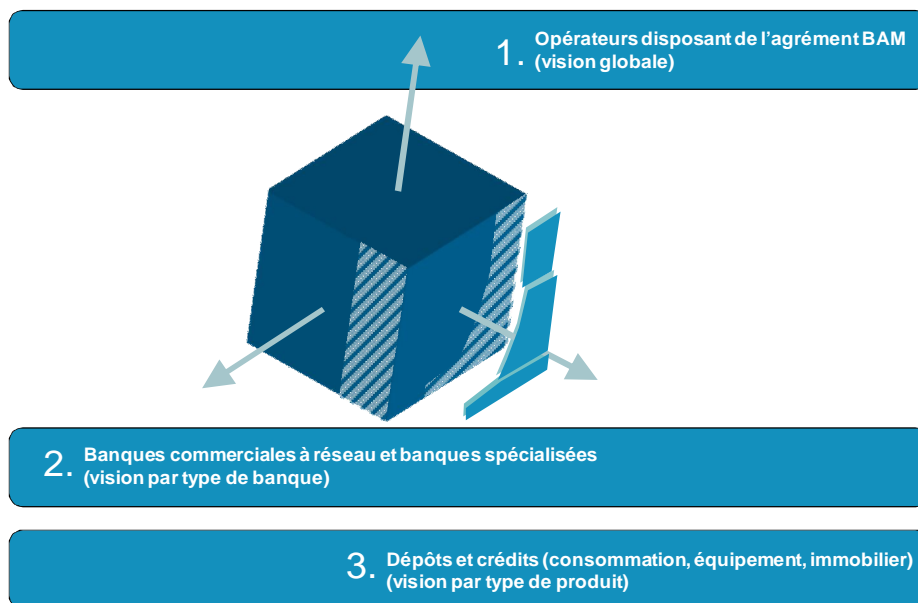 1. Opérateurs disposant de l'agrément BAM
(vision globale)
2. Banques commerciales à réseau et banques spécialisées
(vision par type de banque)
3. Dépôts et crédits (consommation, équipement, immobilier)
(vision par type de produit)